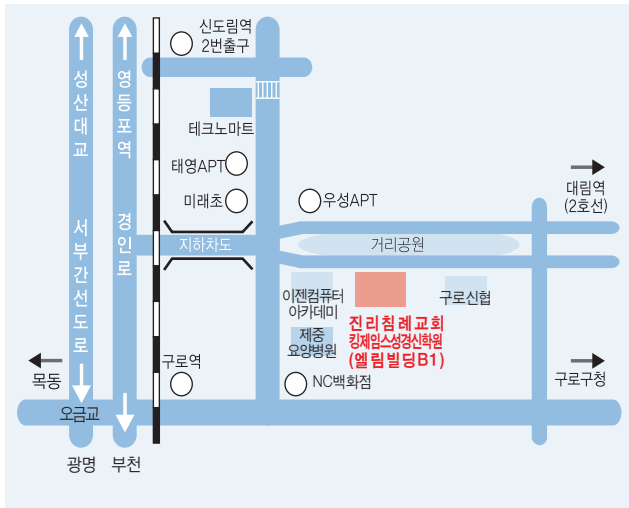 신도림역
2번출구
성산대교
영등포역
테크노마트
태영APT
미래초
우성APT
대림역
(2호선)
서부간선도로
경인로
지하차도
거리공원
이젠컴퓨터
아카데미
구로신협
진리침례교회
킹제임스성경신학원
(엘림빌딩B1)
제중
요양병원
구로역
NC백화점
목동
구로구청
오금교
광명
부천